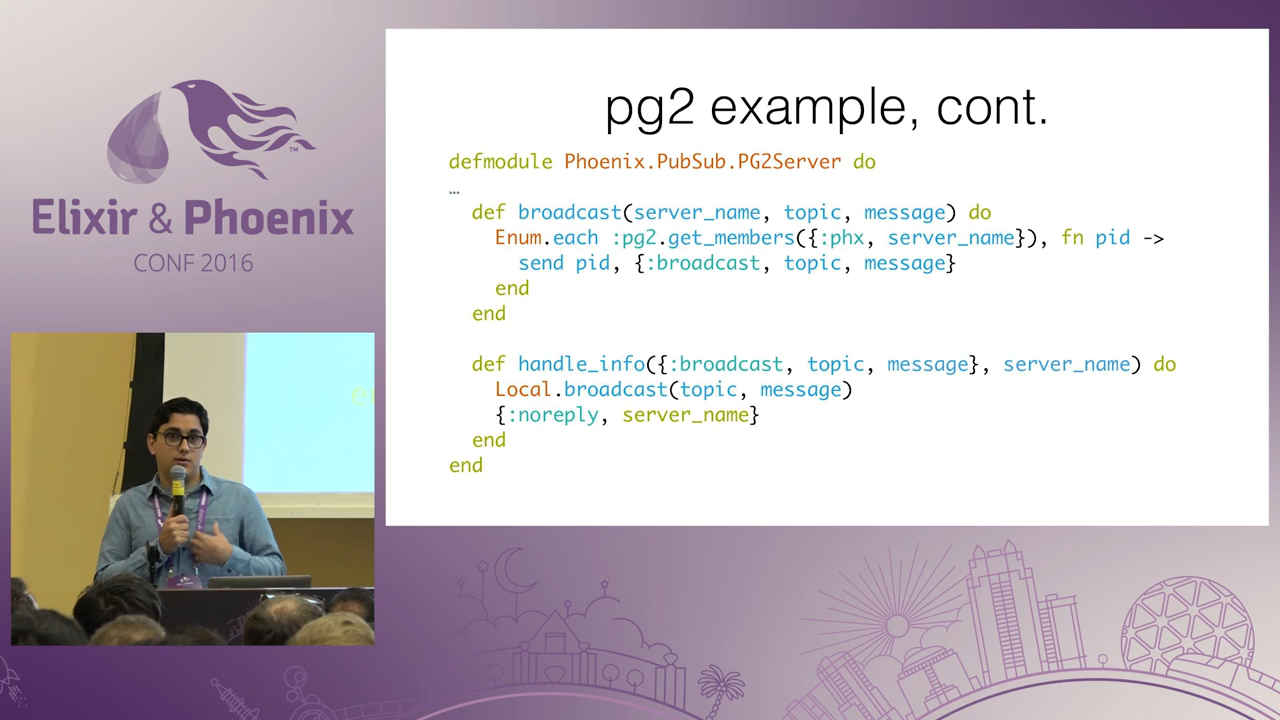 Elixir & Phoenix
CONF 2016
TM
pg2 example, cont.
defmodule Phoenix.PubSub.PG2Server do
…
  def broadcast(server_name, topic, message) do
    Enum.each :pg2.get_members({:phx, server_name}), fn pid ->
      send pid, {:broadcast, topic, message}
    end
  end
  def handle_info({:broadcast, topic, message}, server_name) do
    Local.broadcast(topic, message)
    {:noreply, server_name}
  end
end